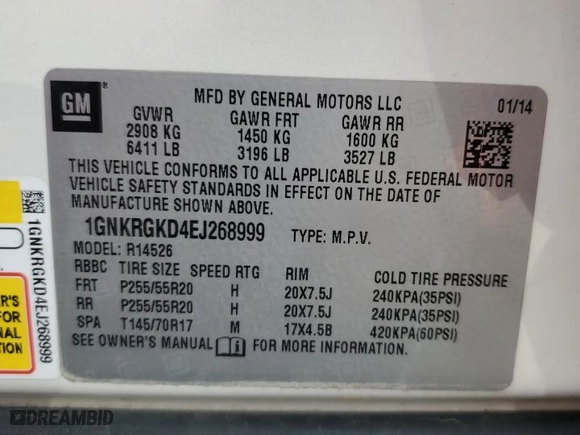 GM
®
MFD BY GENERAL MOTORS LLC
01/14
GVWR GAWR FRT GAWR RR
2908 KG 1450 KG 1600 KG
6411 LB 3196 LB 3527 LB
THIS VEHICLE CONFORMS TO ALL APPLICABLE U.S. FEDERAL MOTOR
VEHICLE SAFETY STANDARDS IN EFFECT ON THE DATE OF
MANUFACTURE SHOWN ABOVE.
1GNKRGKD4EJ268999 TYPE: M.P.V.
MODEL: R14526
RBBC TIRE SIZE SPEED RTG RIM COLD TIRE PRESSURE
FRT P255/55R20 H 20X7.5J 240KPA(35PSI)
RR P255/55R20 H 20X7.5J 240KPA(35PSI)
SPA T145/70R17 M 17X4.5B 420KPA(60PSI)
SEE OWNER'S MANUAL FOR MORE INFORMATION.
1GNKRGKD4EJ268999
ER'S
FOR
NAL
TION
DREAMBID